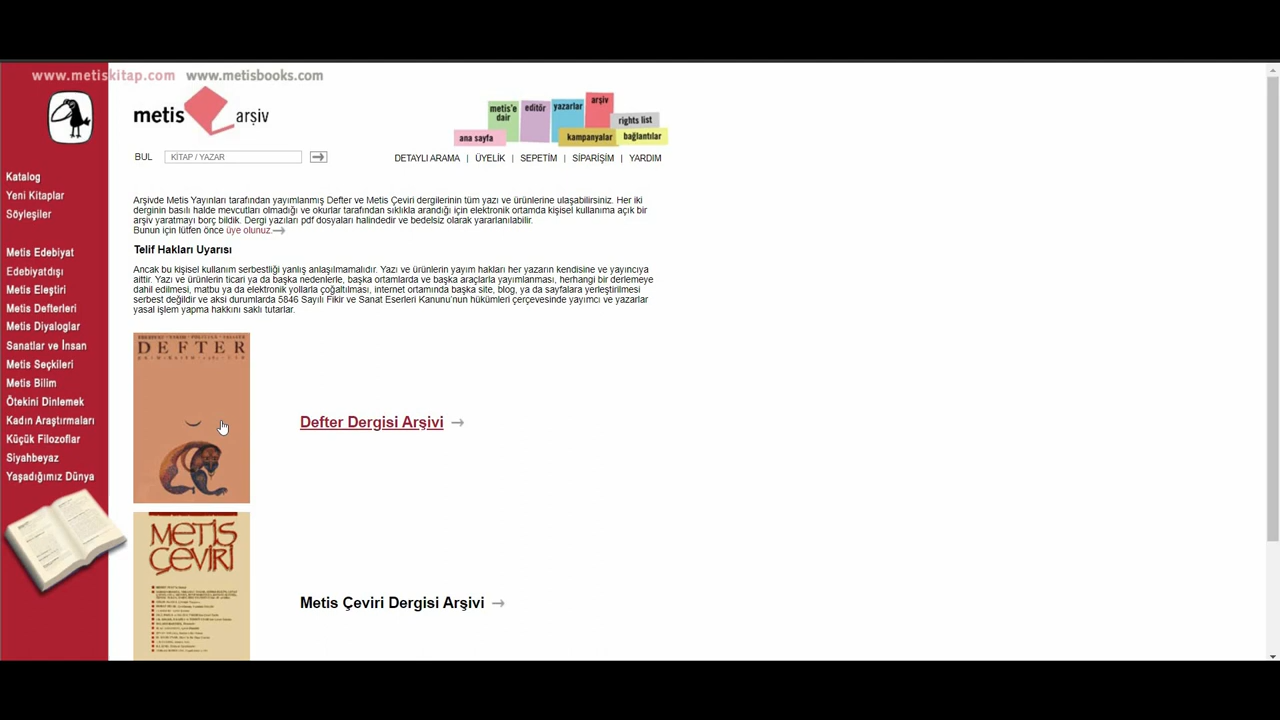 www.metiskitap.com www.metisbooks.com
metis arşiv
metis'e dair
editör
yazarlar
arşiv
rights list
ana sayfa
kampanyalar
bağlantılar
BUL KİTAP / YAZAR
DETAYLI ARAMA | ÜYELİK | SEPETİM | SİPARİŞİM | YARDIM
Katalog
Yeni Kitaplar
Söyleşiler
Metis Edebiyat
Edebiyatdışı
Metis Eleştiri
Metis Defterleri
Metis Diyaloglar
Sanatlar ve İnsan
Metis Seçkileri
Metis Bilim
Ötekini Dinlemek
Kadın Araştırmaları
Küçük Filozoflar
Siyahbeyaz
Yaşadığımız Dünya
Arşivde Metis Yayınları tarafından yayımlanmış Defter ve Metis Çeviri dergilerinin tüm yazı ve ürünlerine ulaşabilirsiniz. Her iki
derginin basılı halde mevcutları olmadığı ve okurlar tarafından sıklıkla arandığı için elektronik ortamda kişisel kullanıma açık bir
arşiv yaratmayı borç bildik. Dergi yazıları pdf dosyaları halindedir ve bedelsiz olarak yararlanılabilir.
Bunun için lütfen önce üye olunuz.
Telif Hakları Uyarısı
Ancak bu kişisel kullanım serbestliği yanlış anlaşılmamalıdır. Yazı ve ürünlerin yayım hakları her yazarın kendisine ve yayıncıya
aittir. Yazı ve ürünlerin ticari ya da başka nedenlerle, başka ortamlarda ve başka araçlarla yayımlanması, herhangi bir derlemeye
dahil edilmesi, matbu ya da elektronik yollarla çoğaltılması, internet ortamında başka site, blog, ya da sayfalara yerleştirilmesi
serbest değildir ve aksi durumlarda 5846 Sayılı Fikir ve Sanat Eserleri Kanunu'nun hükümleri çerçevesinde yayımcı ve yazarlar
yasal işlem yapma hakkını saklı tutarlar.
DEFTER
Defter Dergisi Arşivi
METİS
ÇEVİRİ
Metis Çeviri Dergisi Arşivi